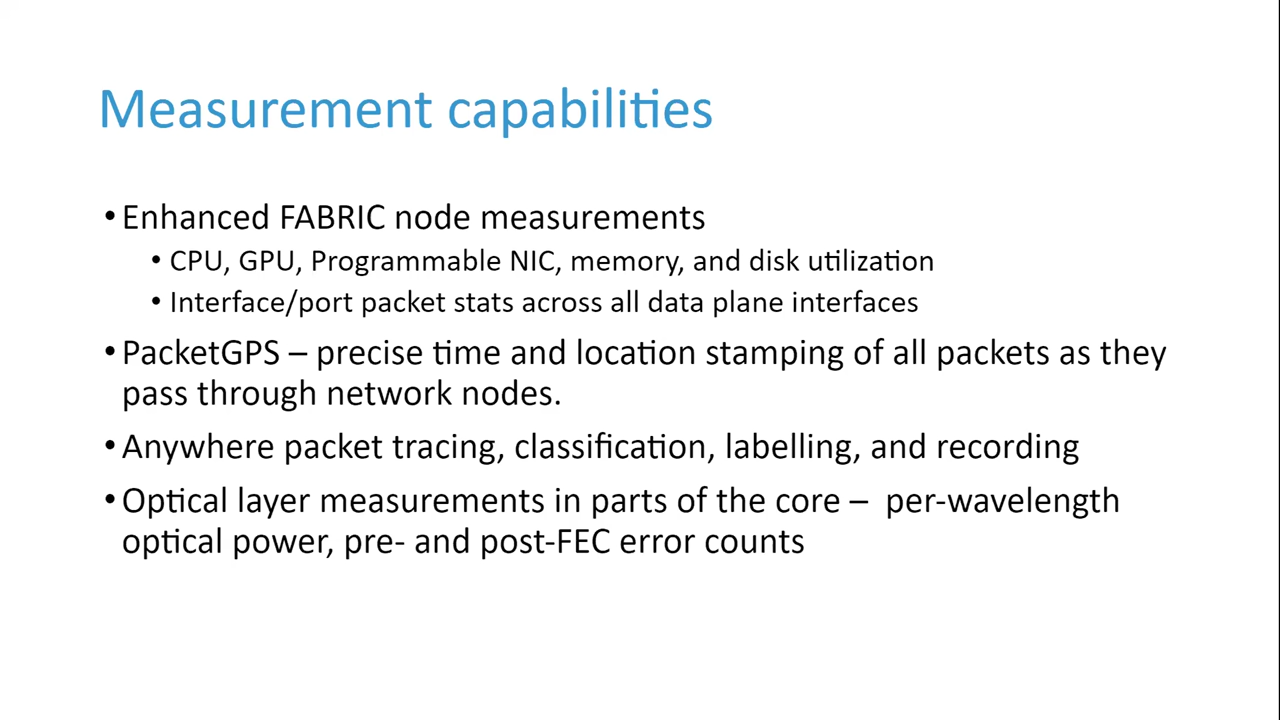 Measurement capabilities
•Enhanced FABRIC node measurements
• CPU, GPU, Programmable NIC, memory, and disk utilization
• Interface/port packet stats across all data plane interfaces
•PacketGPS – precise time and location stamping of all packets as they
pass through network nodes.
•Anywhere packet tracing, classification, labelling, and recording
•Optical layer measurements in parts of the core –  per-wavelength
optical power, pre- and post-FEC error counts